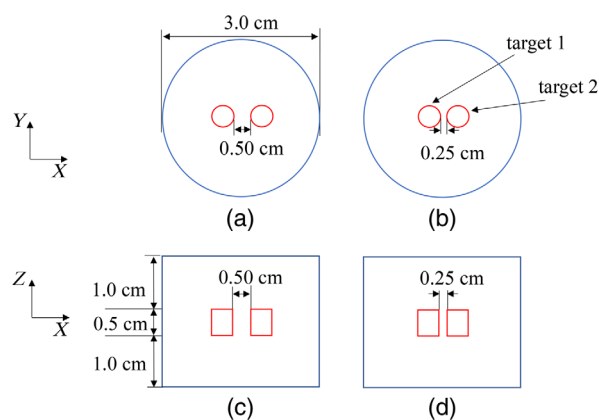 3.0 cm
target 1
target 2
Y
X
0.50 cm
0.25 cm
(a)
(b)
Z
X
1.0 cm
0.5 cm
1.0 cm
0.50 cm
0.25 cm
(c)
(d)